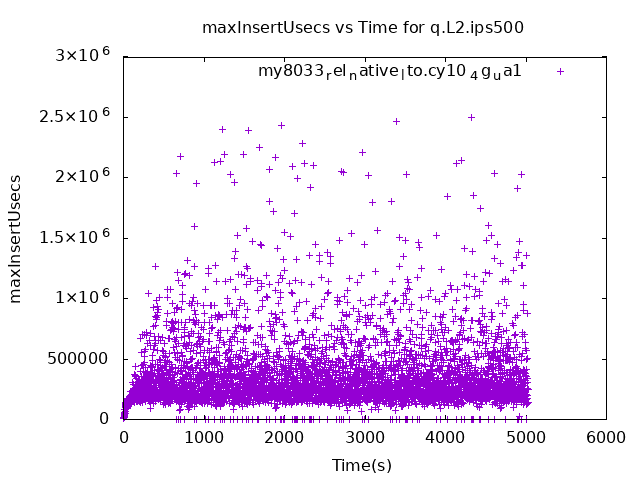 maxInsertUsecs vs Time for q.L2.ips500
3×10^6
my8033_rel_native_lto.cy10_4g_ua1
2.5×10^6
2×10^6
1.5×10^6
1×10^6
500000
0
maxInsertUsecs
0 1000 2000 3000 4000 5000 6000
Time(s)